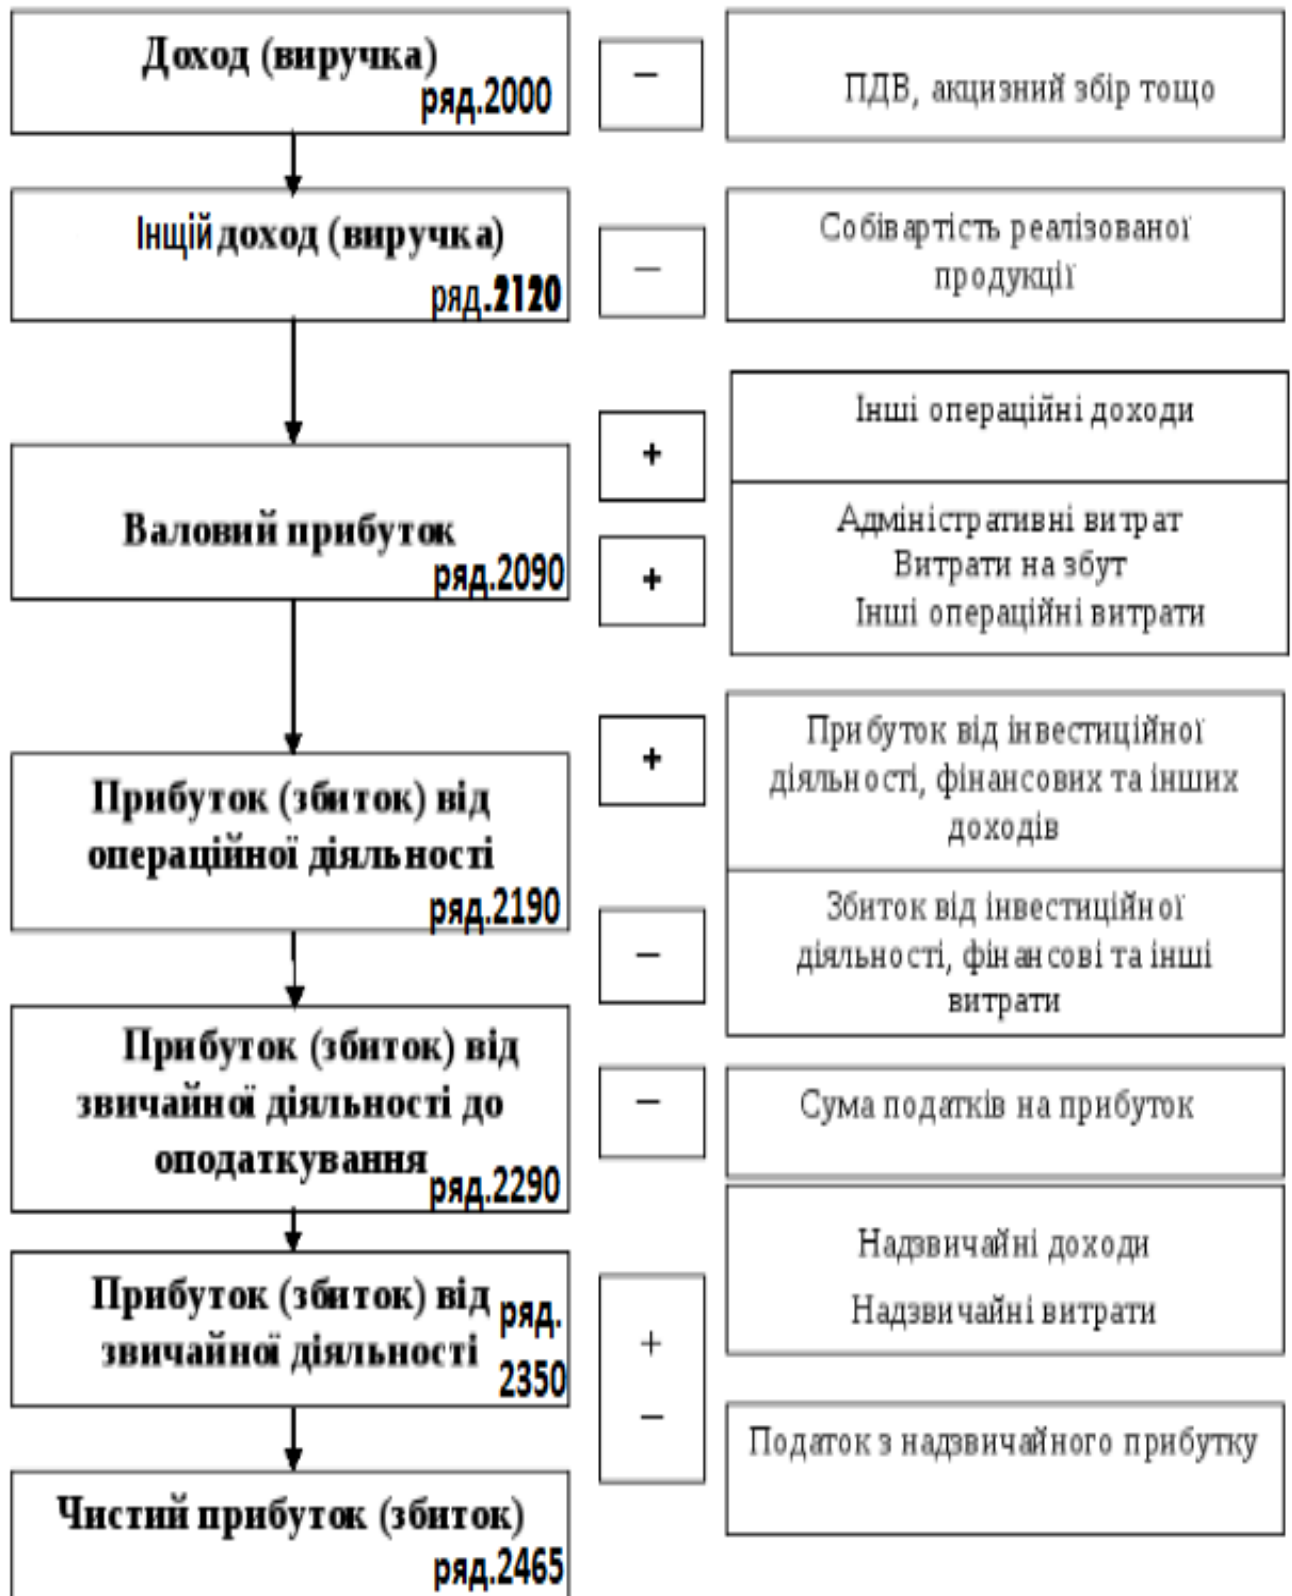 Доход (виручка)
ряд.2000
–
ПДВ, акцизний збір тощо
Інщій доход (виручка)
ряд.2120
–
Собівартість реалізованої
продукції
Валовий прибуток
ряд.2090
+
Інші операційні доходи
+
Адміністративні витрат
Витрати на збут
Інші операційні витрати
Прибуток (збиток) від
операційної діяльності
ряд.2190
+
Прибуток від інвестиційної
діяльності, фінансових та інших
доходів
–
Збиток від інвестиційної
діяльності, фінансові та інші
витрати
Прибуток (збиток) від
звичайної діяльності до
оподаткування
ряд.2290
–
Сума податків на прибуток
Прибуток (збиток) від
звичайної діяльності
ряд.
2350
+
–
Надзвичайні доходи
Надзвичайні витрати
Податок з надзвичайного прибутку
Чистий прибуток (збиток)
ряд.2465